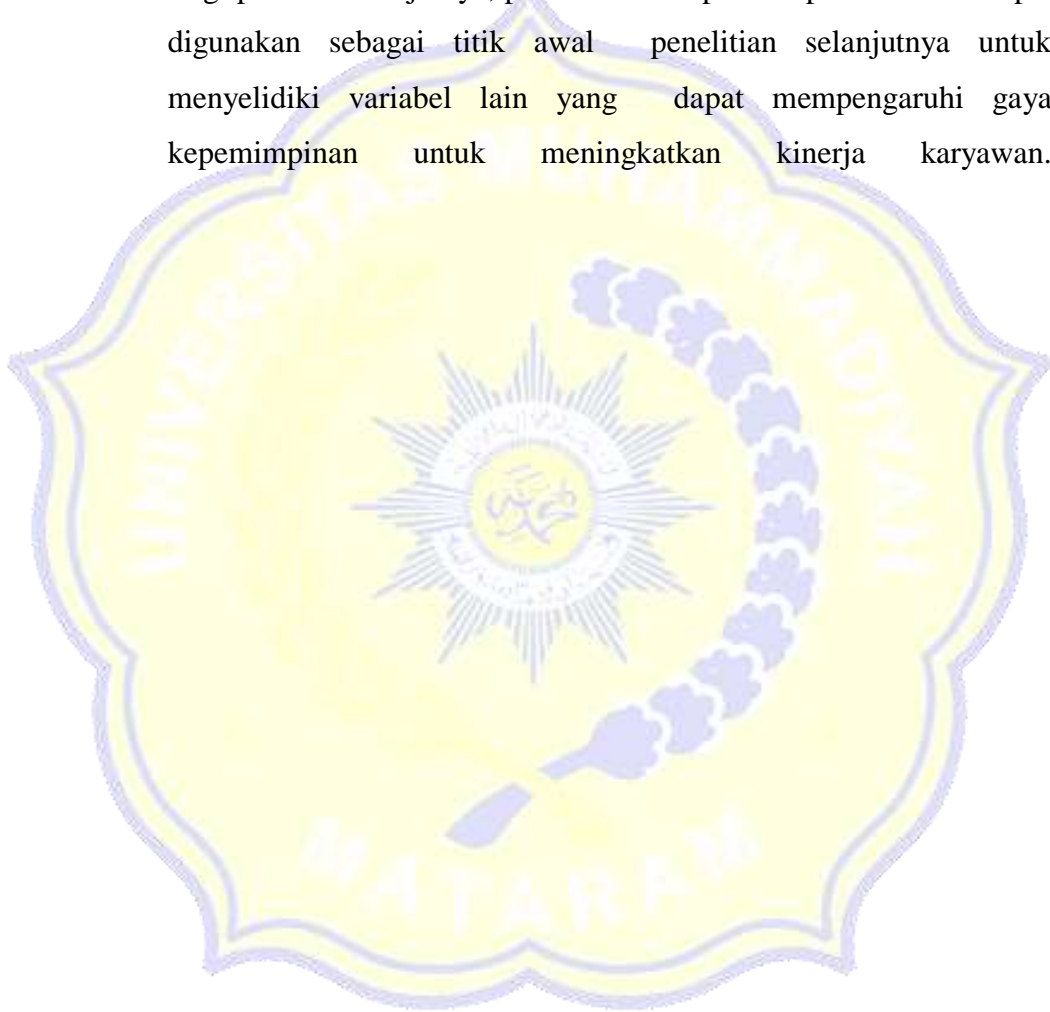 digunakan sebagai titik awal penelitian selanjutnya untuk
menyelidiki variabel lain yang dapat mempengaruhi gaya
kepemimpinan untuk meningkatkan kinerja karyawan.
UNIVERSITAS MUHAMMADIYAH
MATARAM